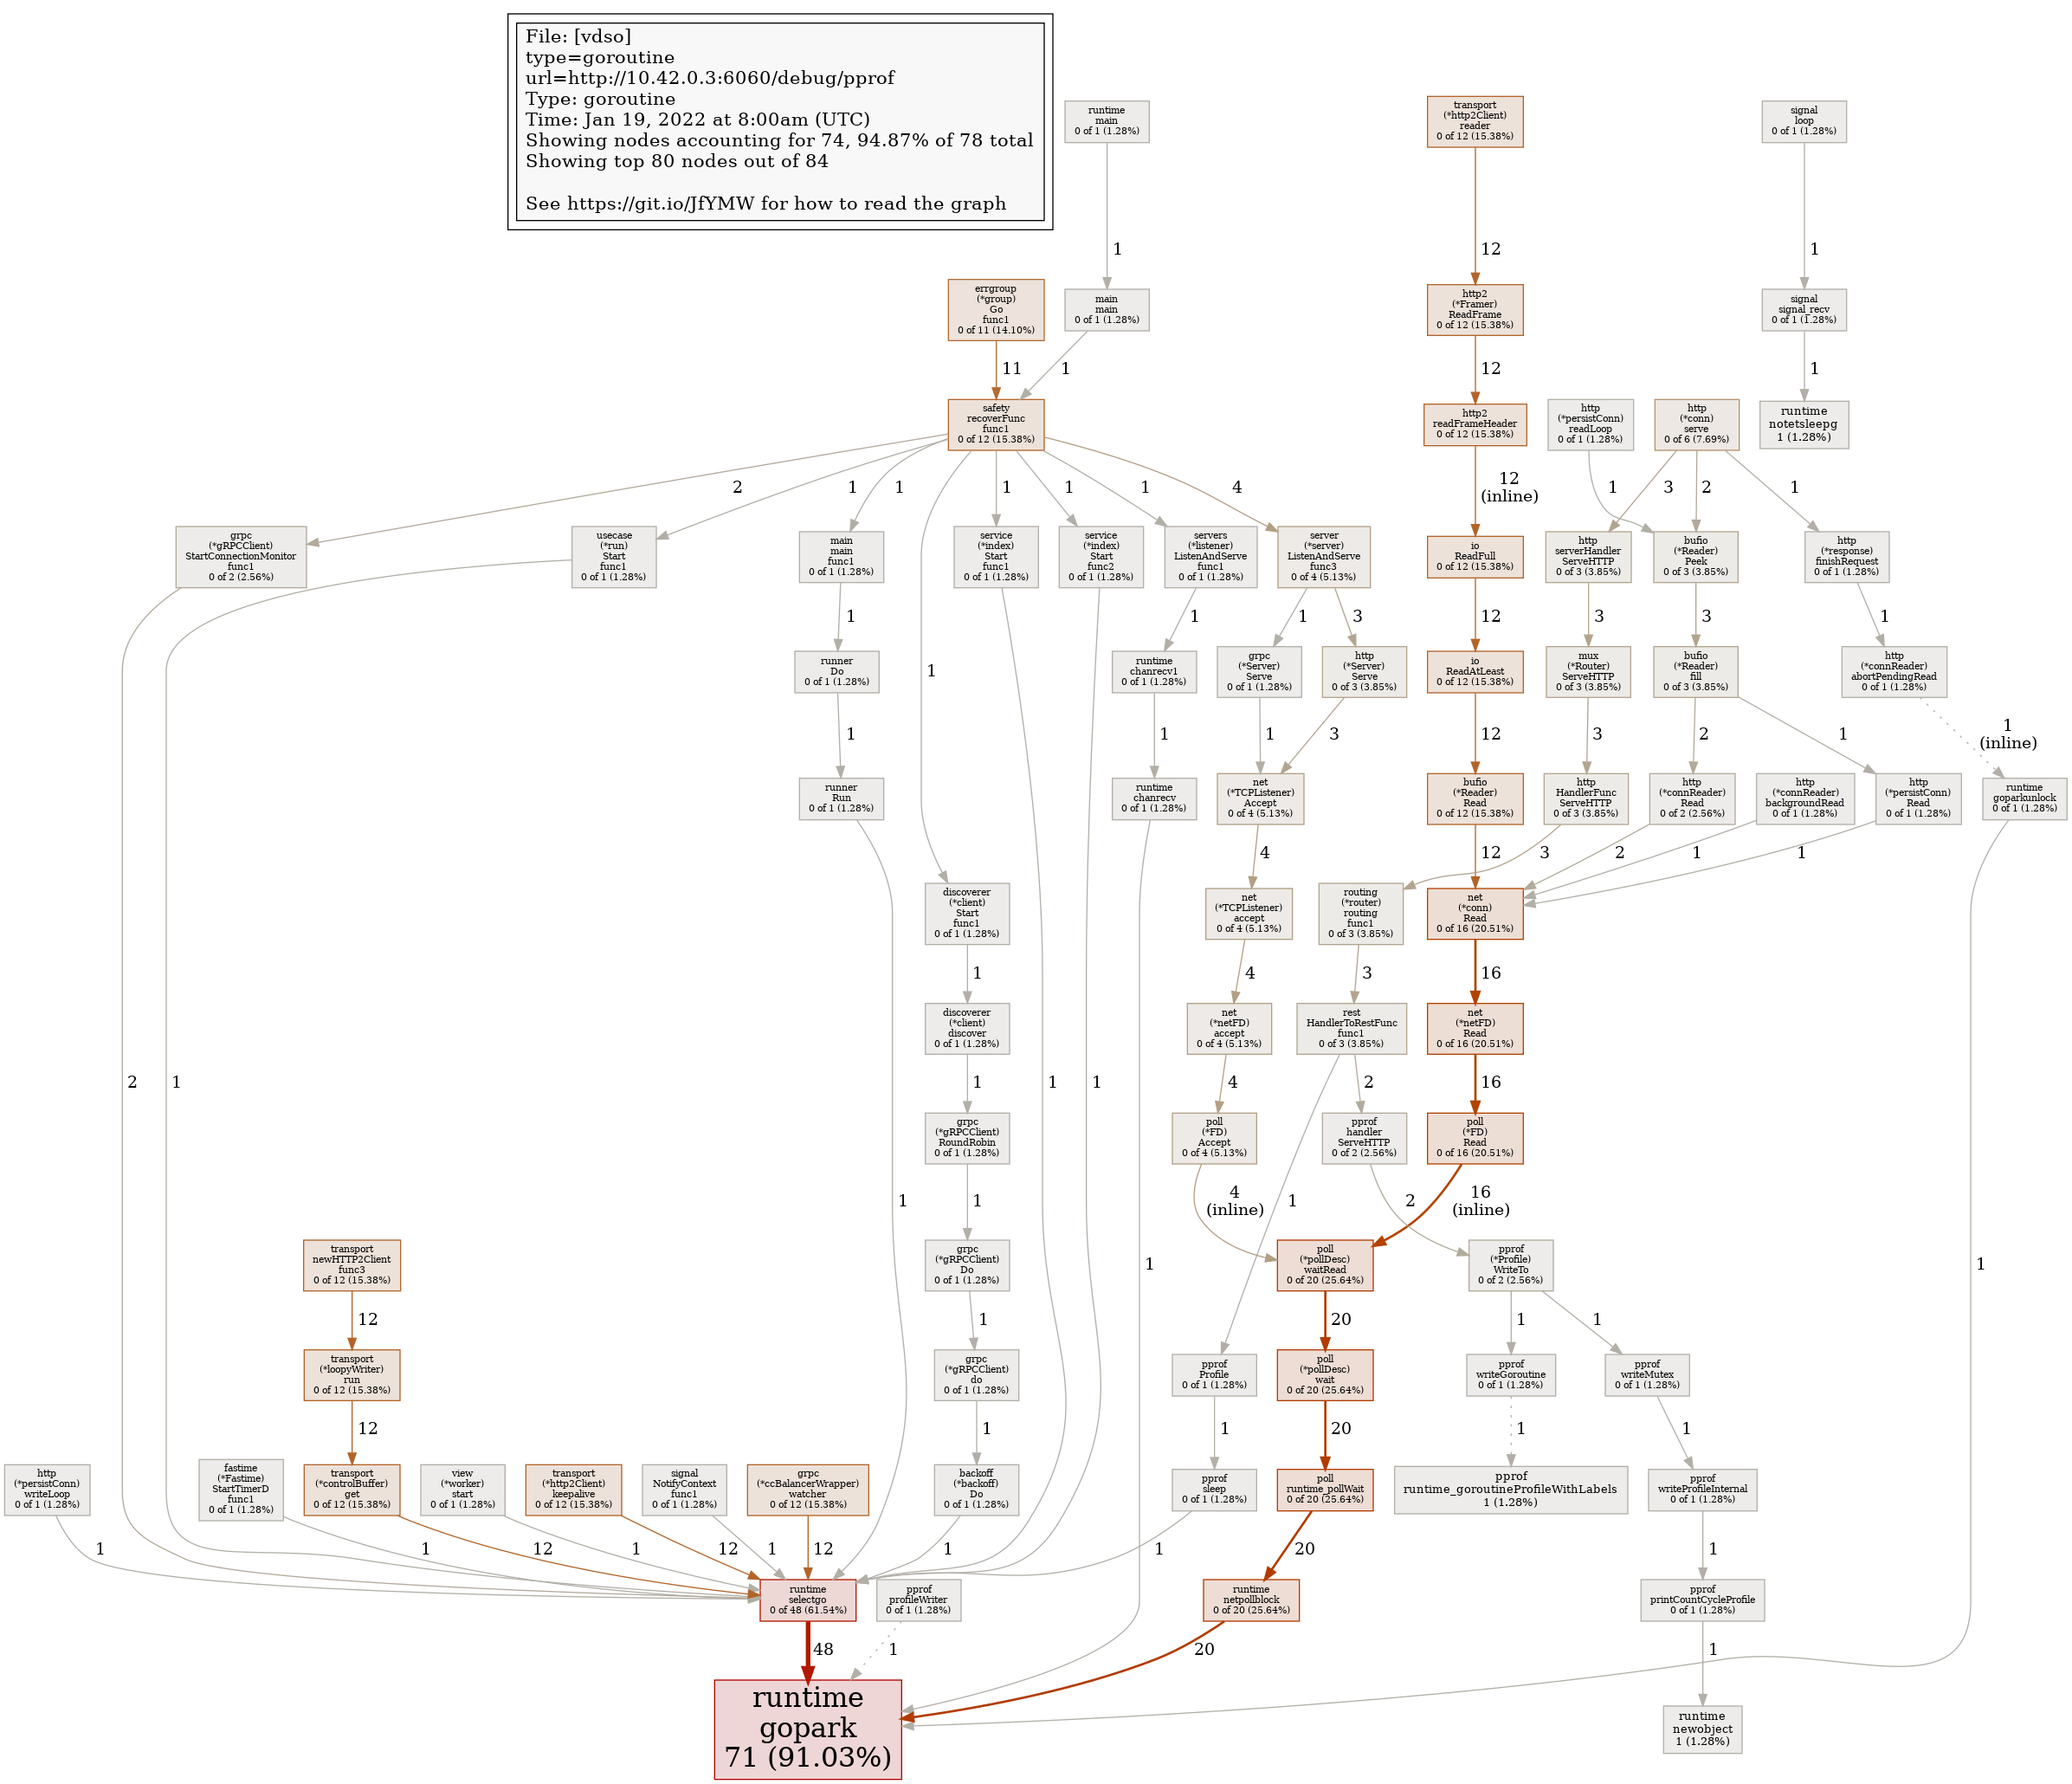 File: [vdso]
type=goroutine
url=http://10.42.0.3:6060/debug/pprof
Type: goroutine
Time: Jan 19, 2022 at 8:00am (UTC)
Showing nodes accounting for 74, 94.87% of 78 total
Showing top 80 nodes out of 84
See https://git.io/JfYMW for how to read the graph
runtime
main
0 of 1 (1.28%)
transport
(*http2Client)
reader
0 of 12 (15.38%)
signal
loop
0 of 1 (1.28%)
1
12
1
errgroup
(*group)
Go
func1
0 of 11 (14.10%)
main
main
0 of 1 (1.28%)
http2
(*Framer)
ReadFrame
0 of 12 (15.38%)
signal
signal_recv
0 of 1 (1.28%)
11
1
12
1
safety
recoverFunc
func1
0 of 12 (15.38%)
http2
readFrameHeader
0 of 12 (15.38%)
http
(*persistConn)
readLoop
0 of 1 (1.28%)
http
(*conn)
serve
0 of 6 (7.69%)
runtime
notetsleepg
1 (1.28%)
2
1
1
1
1
1
4
12
(inline)
1
3
2
1
grpc
(*gRPCClient)
StartConnectionMonitor
func1
0 of 2 (2.56%)
usecase
(*run)
Start
func1
0 of 1 (1.28%)
main
main
func1
0 of 1 (1.28%)
service
(*index)
Start
func1
0 of 1 (1.28%)
service
(*index)
Start
func2
0 of 1 (1.28%)
servers
(*listener)
ListenAndServe
func1
0 of 1 (1.28%)
server
(*server)
ListenAndServe
func3
0 of 4 (5.13%)
io
ReadFull
0 of 12 (15.38%)
http
serverHandler
ServeHTTP
0 of 3 (3.85%)
bufio
(*Reader)
Peek
0 of 3 (3.85%)
http
(*response)
finishRequest
0 of 1 (1.28%)
1
1
1
3
12
3
3
1
runner
Do
0 of 1 (1.28%)
1
runtime
chanrecv1
0 of 1 (1.28%)
grpc
(*Server)
Serve
0 of 1 (1.28%)
http
(*Server)
Serve
0 of 3 (3.85%)
io
ReadAtLeast
0 of 12 (15.38%)
mux
(*Router)
ServeHTTP
0 of 3 (3.85%)
bufio
(*Reader)
fill
0 of 3 (3.85%)
http
(*connReader)
abortPendingRead
0 of 1 (1.28%)
1
1
1
3
12
3
2
1
1
(inline)
runner
Run
0 of 1 (1.28%)
runtime
chanrecv
0 of 1 (1.28%)
net
(*TCPListener)
Accept
0 of 4 (5.13%)
bufio
(*Reader)
Read
0 of 12 (15.38%)
http
HandlerFunc
ServeHTTP
0 of 3 (3.85%)
http
(*connReader)
Read
0 of 2 (2.56%)
http
(*connReader)
backgroundRead
0 of 1 (1.28%)
http
(*persistConn)
Read
0 of 1 (1.28%)
runtime
goparkunlock
0 of 1 (1.28%)
4
12
3
2
1
1
discoverer
(*client)
Start
func1
0 of 1 (1.28%)
net
(*TCPListener)
accept
0 of 4 (5.13%)
routing
(*router)
routing
func1
0 of 3 (3.85%)
net
(*conn)
Read
0 of 16 (20.51%)
1
4
3
16
discoverer
(*client)
discover
0 of 1 (1.28%)
net
(*netFD)
accept
0 of 4 (5.13%)
rest
HandlerToRestFunc
func1
0 of 3 (3.85%)
net
(*netFD)
Read
0 of 16 (20.51%)
2
1
1
1
1
4
2
16
grpc
(*gRPCClient)
RoundRobin
0 of 1 (1.28%)
poll
(*FD)
Accept
0 of 4 (5.13%)
pprof
handler
ServeHTTP
0 of 2 (2.56%)
poll
(*FD)
Read
0 of 16 (20.51%)
1
1
4
(inline)
1
2
16
(inline)
transport
newHTTP2Client
func3
0 of 12 (15.38%)
grpc
(*gRPCClient)
Do
0 of 1 (1.28%)
1
poll
(*pollDesc)
waitRead
0 of 20 (25.64%)
pprof
(*Profile)
WriteTo
0 of 2 (2.56%)
1
12
1
20
1
1
transport
(*loopyWriter)
run
0 of 12 (15.38%)
grpc
(*gRPCClient)
do
0 of 1 (1.28%)
pprof
Profile
0 of 1 (1.28%)
poll
(*pollDesc)
wait
0 of 20 (25.64%)
pprof
writeGoroutine
0 of 1 (1.28%)
pprof
writeMutex
0 of 1 (1.28%)
12
1
1
20
1
1
http
(*persistConn)
writeLoop
0 of 1 (1.28%)
fastime
(*Fastime)
StartTimerD
func1
0 of 1 (1.28%)
transport
(*controlBuffer)
get
0 of 12 (15.38%)
view
(*worker)
start
0 of 1 (1.28%)
transport
(*http2Client)
keepalive
0 of 12 (15.38%)
signal
NotifyContext
func1
0 of 1 (1.28%)
grpc
(*ccBalancerWrapper)
watcher
0 of 12 (15.38%)
backoff
(*backoff)
Do
0 of 1 (1.28%)
pprof
sleep
0 of 1 (1.28%)
poll
runtime_pollWait
0 of 20 (25.64%)
pprof
runtime_goroutineProfileWithLabels
1 (1.28%)
pprof
writeProfileInternal
0 of 1 (1.28%)
1
1
12
1
12
1
12
1
1
20
1
runtime
selectgo
0 of 48 (61.54%)
pprof
profileWriter
0 of 1 (1.28%)
runtime
netpollblock
0 of 20 (25.64%)
pprof
printCountCycleProfile
0 of 1 (1.28%)
48
1
20
1
runtime
gopark
71 (91.03%)
runtime
newobject
1 (1.28%)